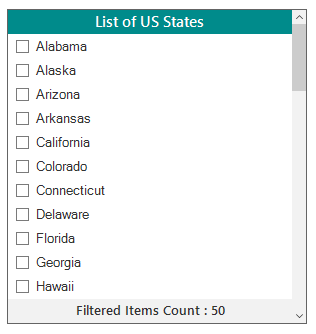 List of US States
Alabama
Alaska
Arizona
Arkansas
California
Colorado
Connecticut
Delaware
Florida
Georgia
Hawaii
Filtered Items Count : 50